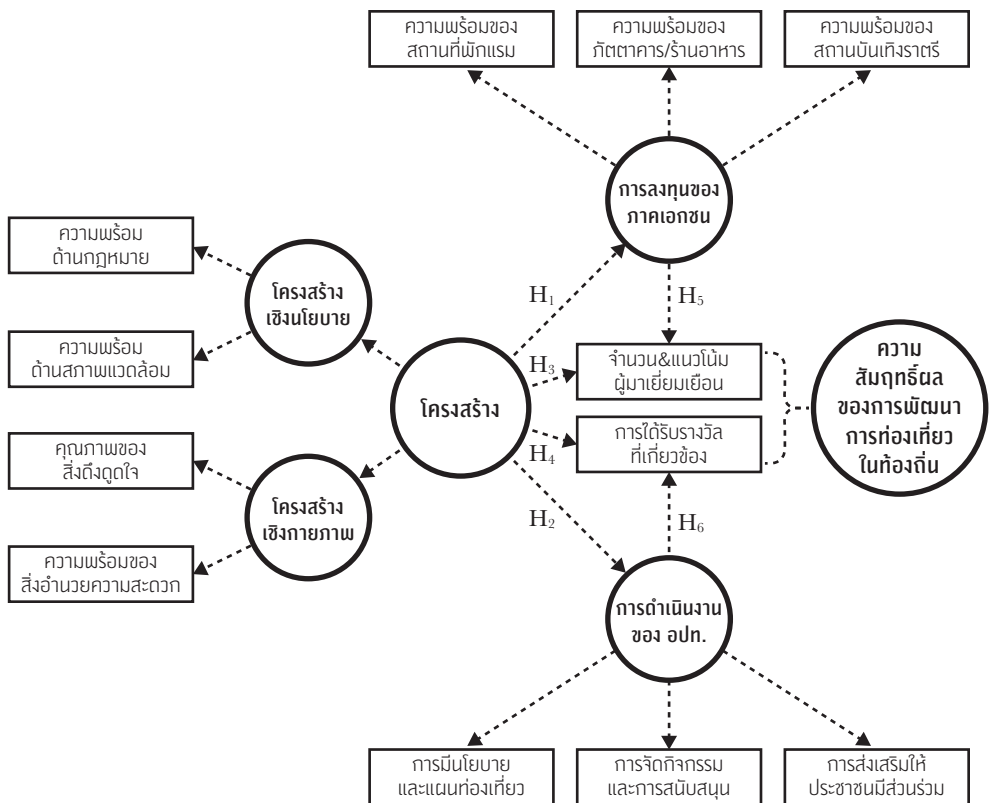 ความพร้อมของ
สถานที่พักแรม
ความพร้อมของ
ภัตตาคาร/ร้านอาหาร
ความพร้อมของ
สถานบันเทิงราตรี
การลงทุนของ
ภาคเอกชน
ความพร้อม
ด้านกฎหมาย
โครงสร้าง
เชิงนโยบาย
ความพร้อม
ด้านสภาพแวดล้อม
H1
H5
H3
จำนวน&แนวโน้ม
ผู้มาเยี่ยมเยือน
ความ
สัมฤทธิ์ผล
ของการพัฒนา
การท่องเที่ยว
ในท้องถิ่น
โครงสร้าง
การได้รับรางวัล
ที่เกี่ยวข้อง
H4
คุณภาพของ
สิ่งดึงดูดใจ
โครงสร้าง
เชิงกายภาพ
H2
H6
ความพร้อมของ
สิ่งอำนวยความสะดวก
การดำเนินงาน
ของ อปท.
การมีนโยบาย
และแผนท่องเที่ยว
การจัดกิจกรรม
และการสนับสนุน
การส่งเสริมให้
ประชาชนมีส่วนร่วม